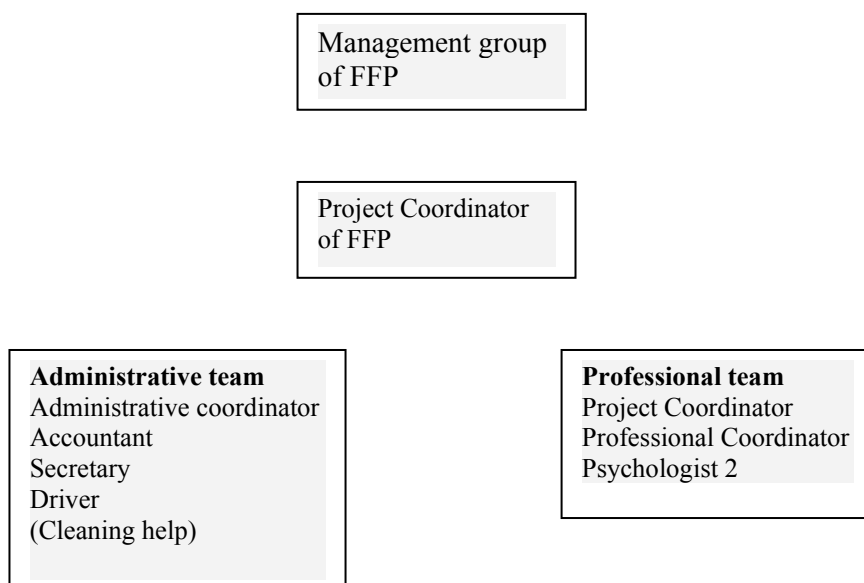 Management group
of FFP
Project Coordinator
of FFP
Administrative team
Administrative coordinator
Accountant
Secretary
Driver
(Cleaning help)
Professional team
Project Coordinator
Professional Coordinator
Psychologist 2